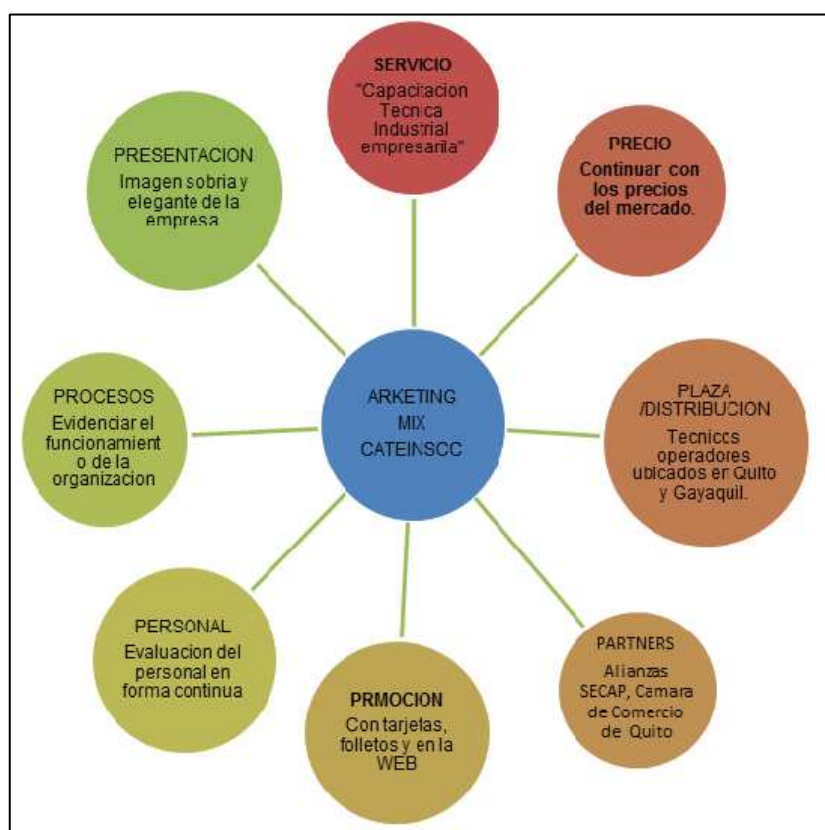 SERVICIO
"Capacitacion
Tecnica
Industrial
empresarila"
PRECIO
Continuar con
los precios
del mercado.
PLAZA
/DISTRIBUCION
Tecnicos
operadores
ubicados en Quito
y Gayaquil.
PARTNERS
Alianzas
SECAP, Camara
de Comercio
de Quito
PRMOCION
Con tarjetas,
folletos y en la
WEB
PERSONAL
Evaluacion del
personal en
forma continua
PROCESOS
Evidenciar el
funcionamient
o de la
organizacion
PRESENTACION
Imagen sobria y
elegante de la
empresa
ARKETING
MIX
CATEINSCC